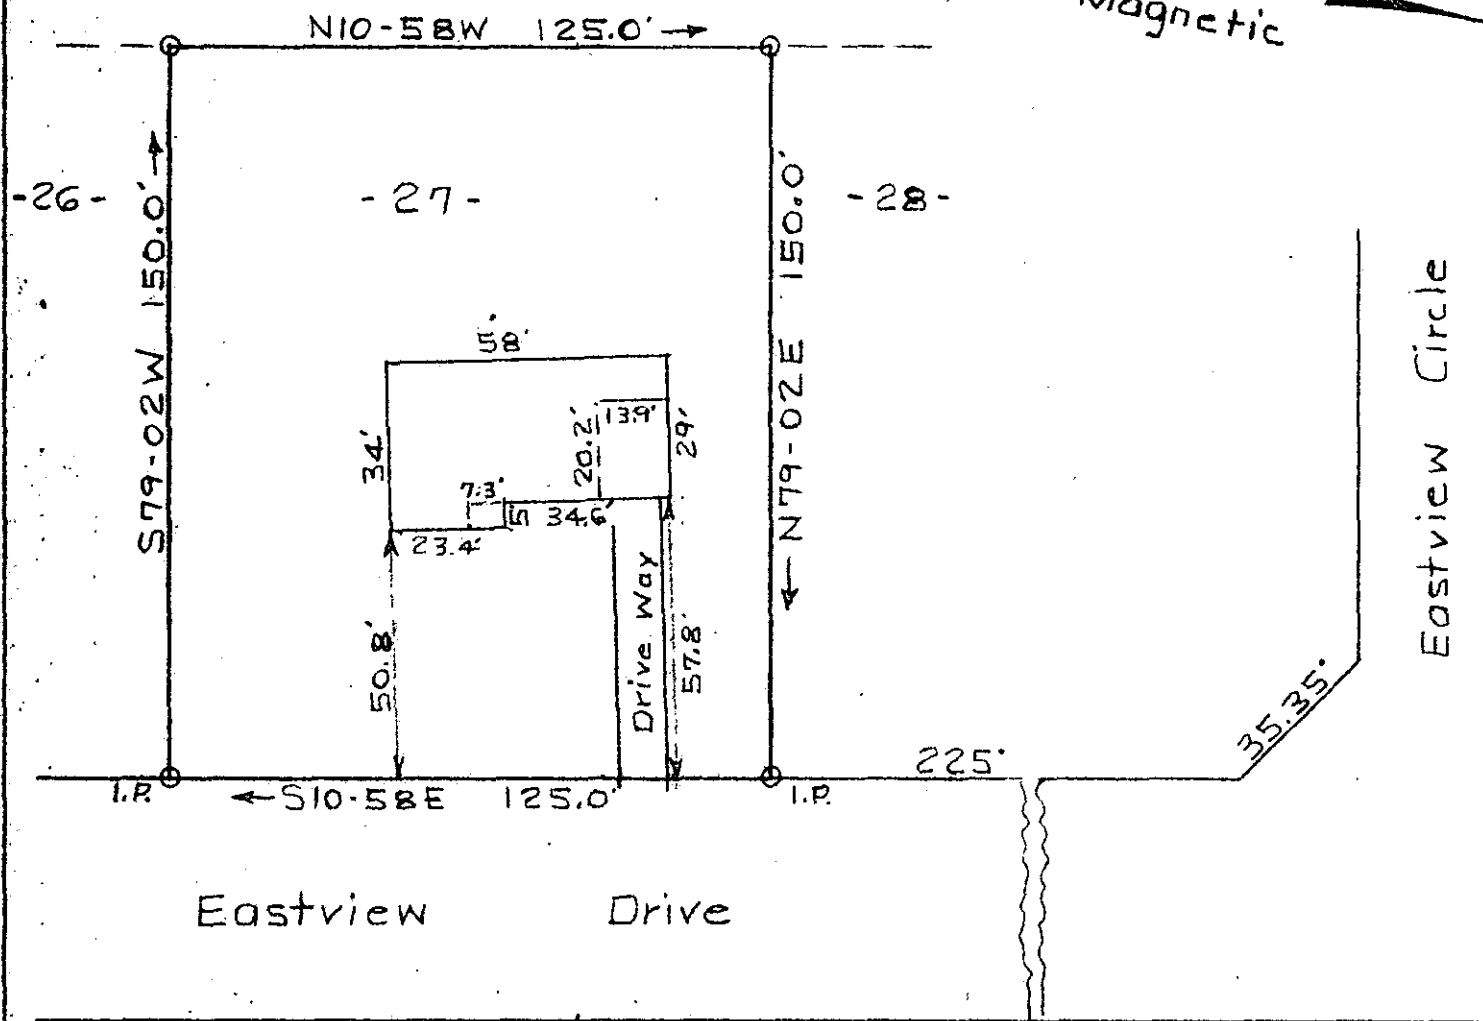 Magnetic
N10-58W 125.0'
-26-
-27-
-28-
S79-02W 150.0'
N79-02E 150.0'
Eastview Circle
58'
34'
13.9'
20.2'
29'
7.3'
5
34.6'
23.4'
50.8'
Drive Way
57.8'
35.35'
225'
I.P.
S10-58E 125.0'
I.P.
Eastview Drive